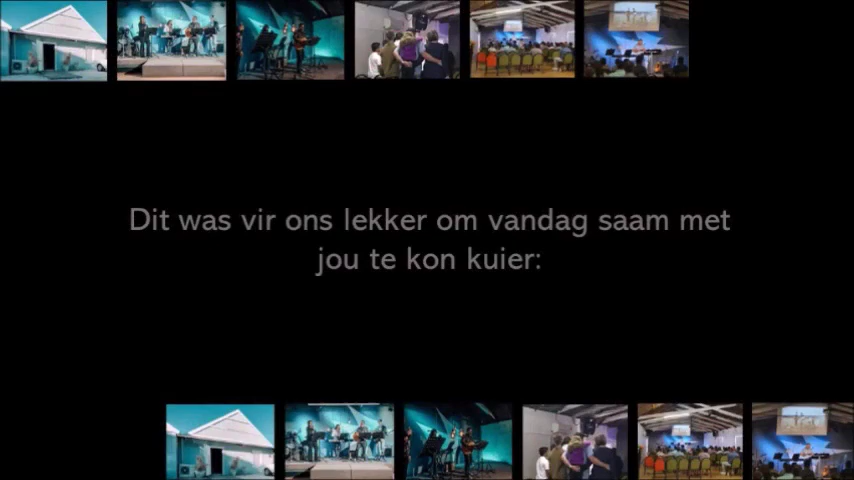 Dit was vir ons lekker om vandag saam met
jou te kon kuier: